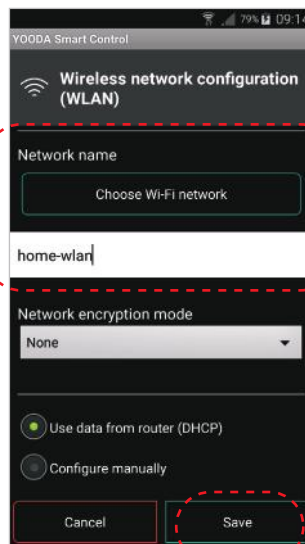 79% 09:14
YOODA Smart Control
Wireless network configuration
(WLAN)
Network name
Choose Wi-Fi network
home-wlan
Network encryption mode
None
Use data from router (DHCP)
Configure manually
Cancel
Save